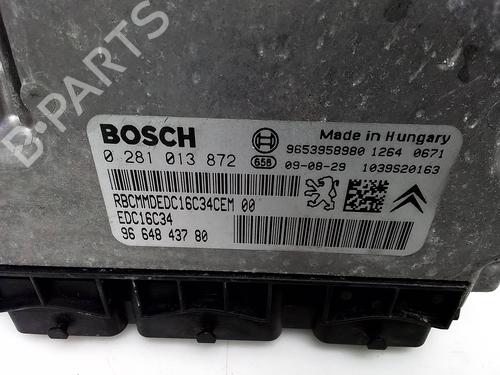 B-PARTS
BOSCH
Made in Hungary
9653958980 1264 0671
0 281 013 872 658 09-08-29 1039S20163
RBCMMDEDC16C34CEM 00
EDC16C34
96 648 437 80